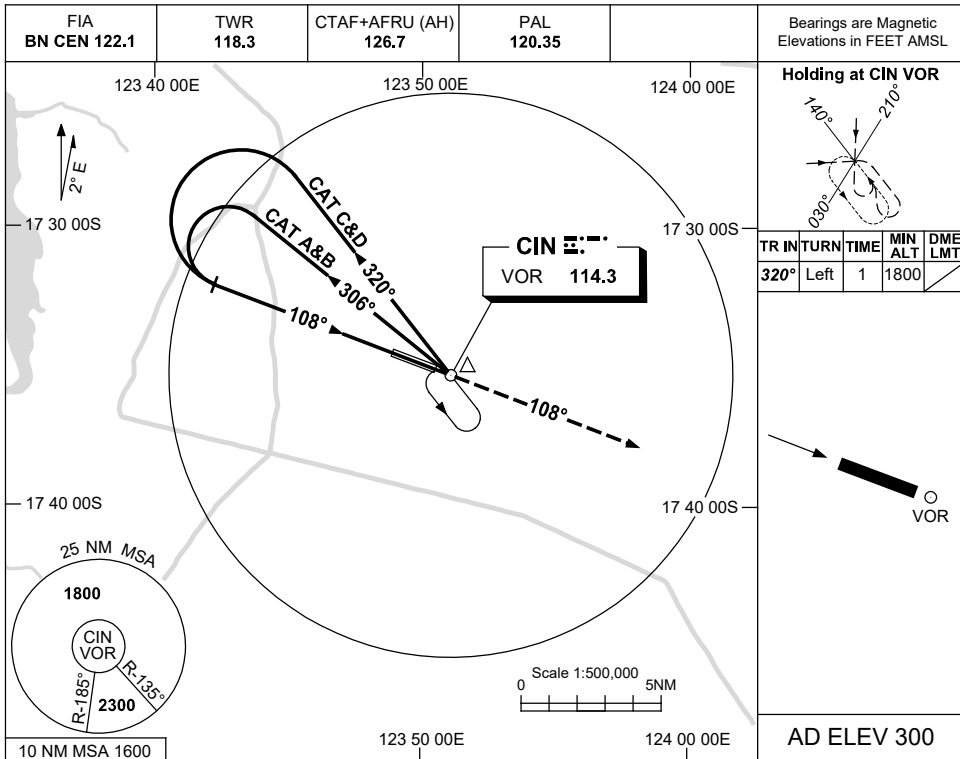 FIA
BN CEN 122.1
TWR
118.3
CTAF+AFRU (AH)
126.7
PAL
120.35
Bearings are Magnetic
Elevations in FEET AMSL
123 40 00E
123 50 00E
124 00 00E
2° E
17 30 00S
17 30 00S
CAT C&D
CAT A&B
320°
306°
108°
CIN
VOR 114.3
108°
17 40 00S
17 40 00S
25 NM MSA
1800
CIN
VOR
R-185°
R-135°
2300
10 NM MSA 1600
Scale 1:500,000
0 5NM
123 50 00E
124 00 00E
Holding at CIN VOR
140°
210°
030°
TR IN TURN TIME MIN ALT DME LMT
320° Left 1 1800
VOR
AD ELEV 300